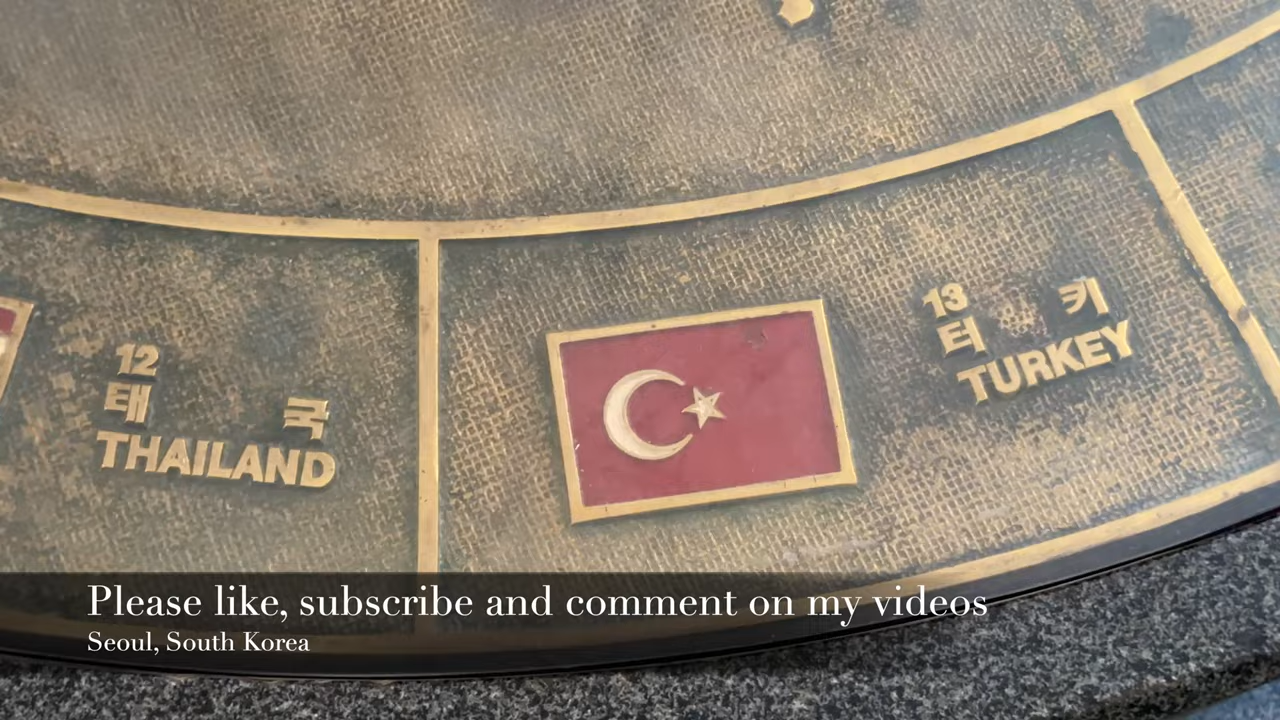 12
태 국
THAILAND
13
터 키
TURKEY
Please like, subscribe and comment on my videos
Seoul, South Korea